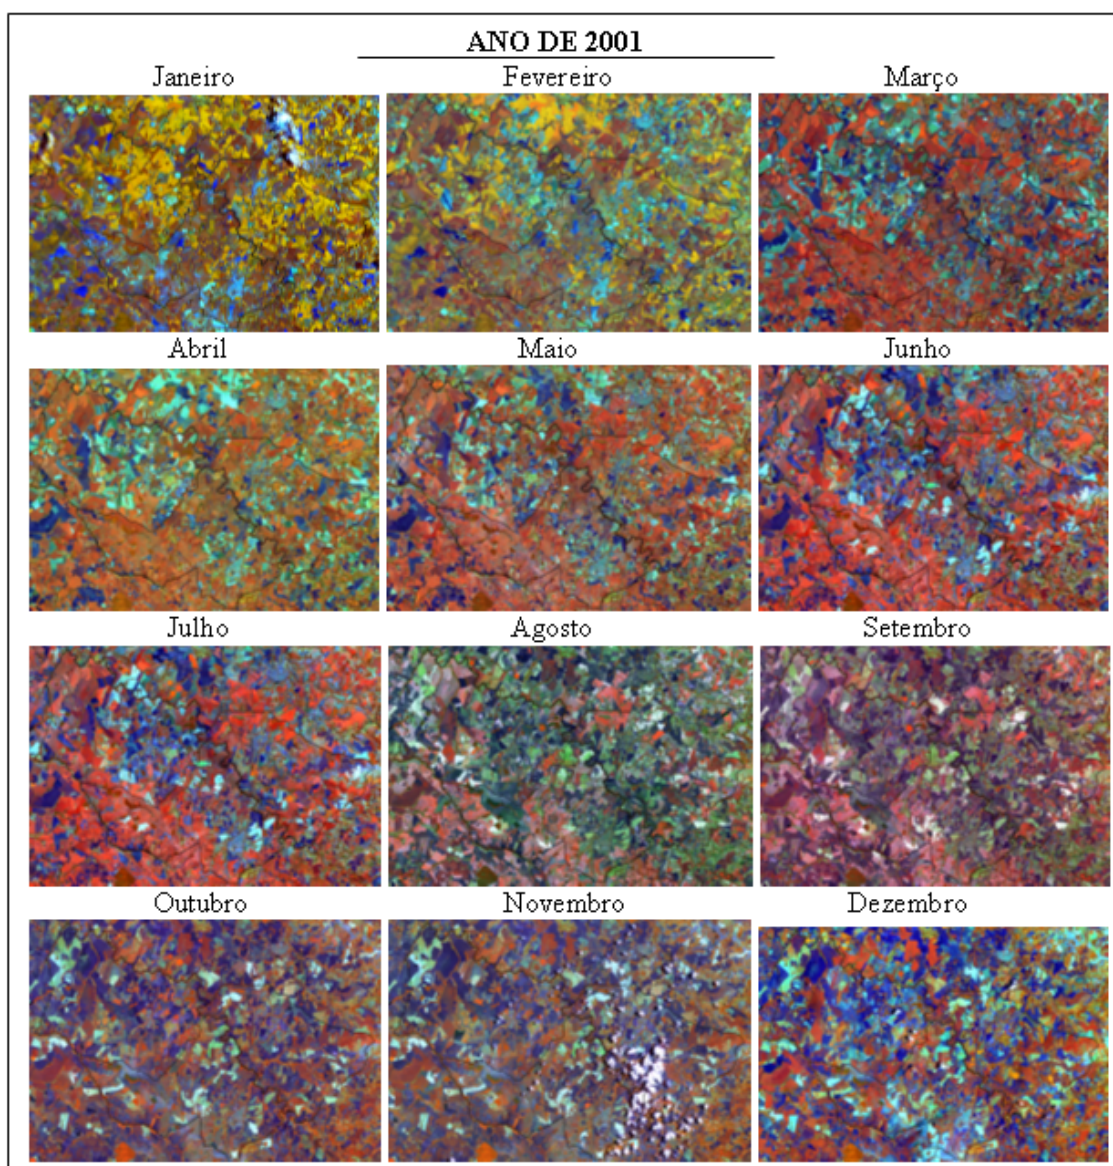 ANO DE 2001
Janeiro Fevereiro Março
Abril Maio Junho
Julho Agosto Setembro
Outubro Novembro Dezembro